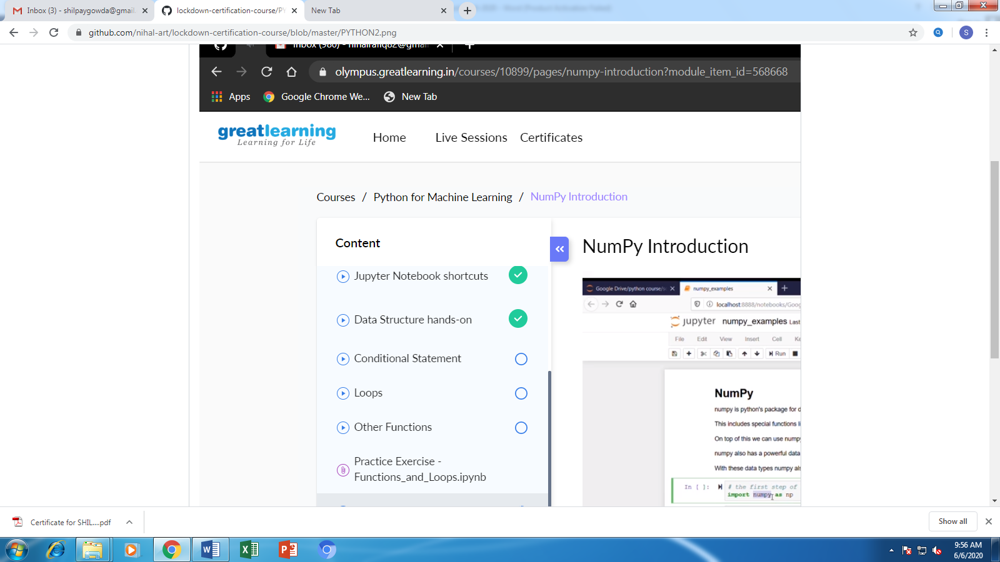 Inbox (3) - shilpaygowda@gmail.
lockdown-certification-course/PY
New Tab
github.com/nihal-art/lockdown-certification-course/blob/master/PYTHON2.png
S
Inbox (980) - nihalrafiq82@gmail
olympus.greatlearning.in/courses/10899/pages/numpy-introduction?module_item_id=568668
Apps
Google Chrome We...
New Tab
greatlearning
Learning for Life
Home
Live Sessions
Certificates
Courses / Python for Machine Learning / NumPy Introduction
Content
Jupyter Notebook shortcuts
Data Structure hands-on
Conditional Statement
Loops
Other Functions
Practice Exercise -
Functions_and_Loops.ipynb
NumPy Introduction
Google Drive/python course/
numpy_examples
localhost:8888/notebooks/Goog
jupyter numpy_examples Last
File Edit View Insert Cell Ke
Run
NumPy
numpy is python's package for d
This includes special functions li
On top of this we can use numpy
numpy also has a powerful data
With these data types numpy als
In [ ]: # the first step of
import numpy as np
Certificate for SHIL....pdf
Show all
9:56 AM
6/6/2020